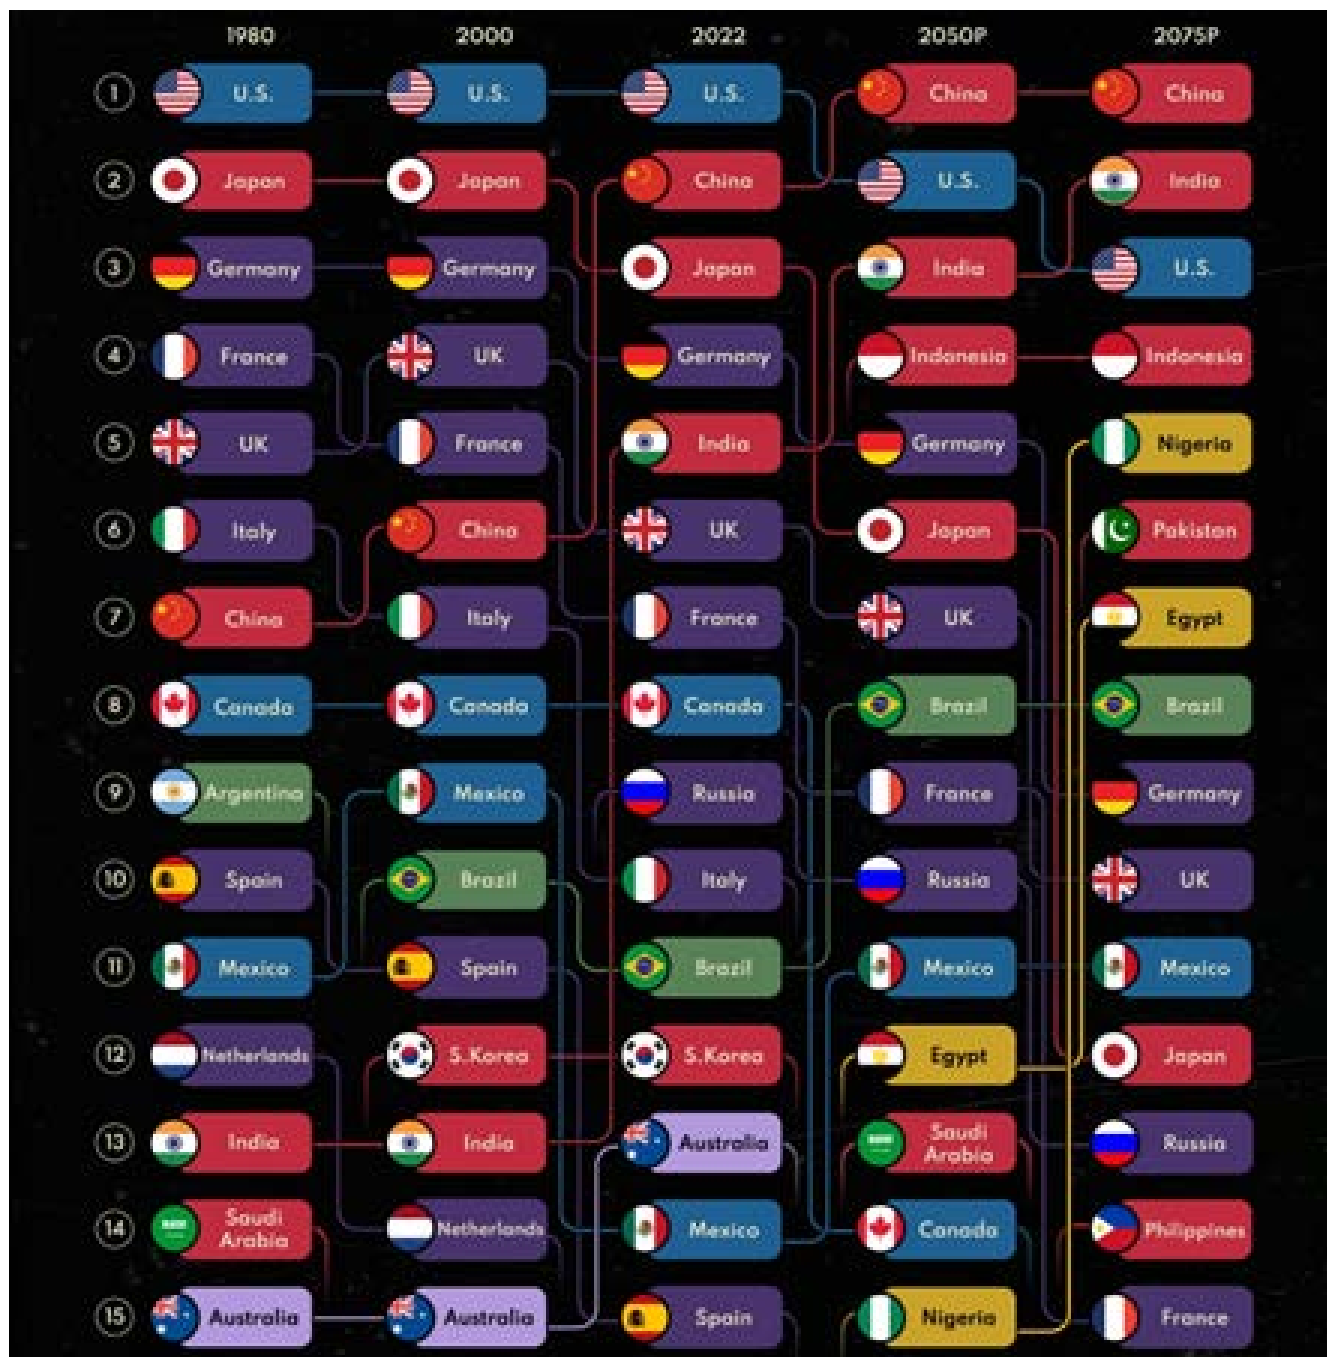 1980 2000 2022 2050P 2075P
1 U.S. U.S. U.S. China China
2 Japan Japan China U.S. India
3 Germany Germany Japan India U.S.
4 France UK Germany Indonesia Indonesia
5 UK France India Germany Nigeria
6 Italy China UK Japan Pakistan
7 China Italy France UK Egypt
8 Canada Canada Canada Brazil Brazil
9 Argentina Mexico Russia France Germany
10 Spain Brazil Italy Russia UK
11 Mexico Spain Brazil Mexico Mexico
12 Netherlands S.Korea S.Korea Egypt Japan
13 India India Australia Saudi Arabia Russia
14 Saudi Arabia Netherlands Mexico Canada Philippines
15 Australia Australia Spain Nigeria France